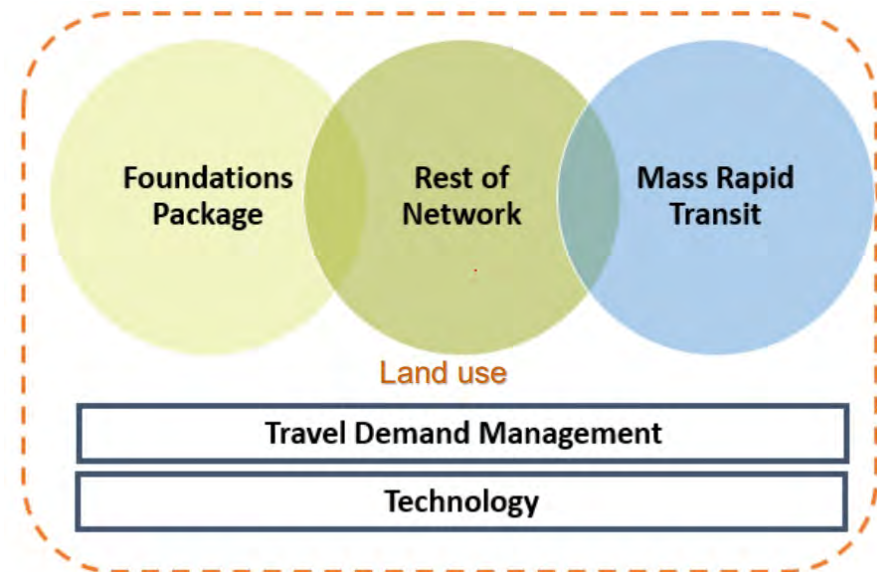 Foundations
Package
Rest of
Network
Mass Rapid
Transit
Land use
Travel Demand Management
Technology